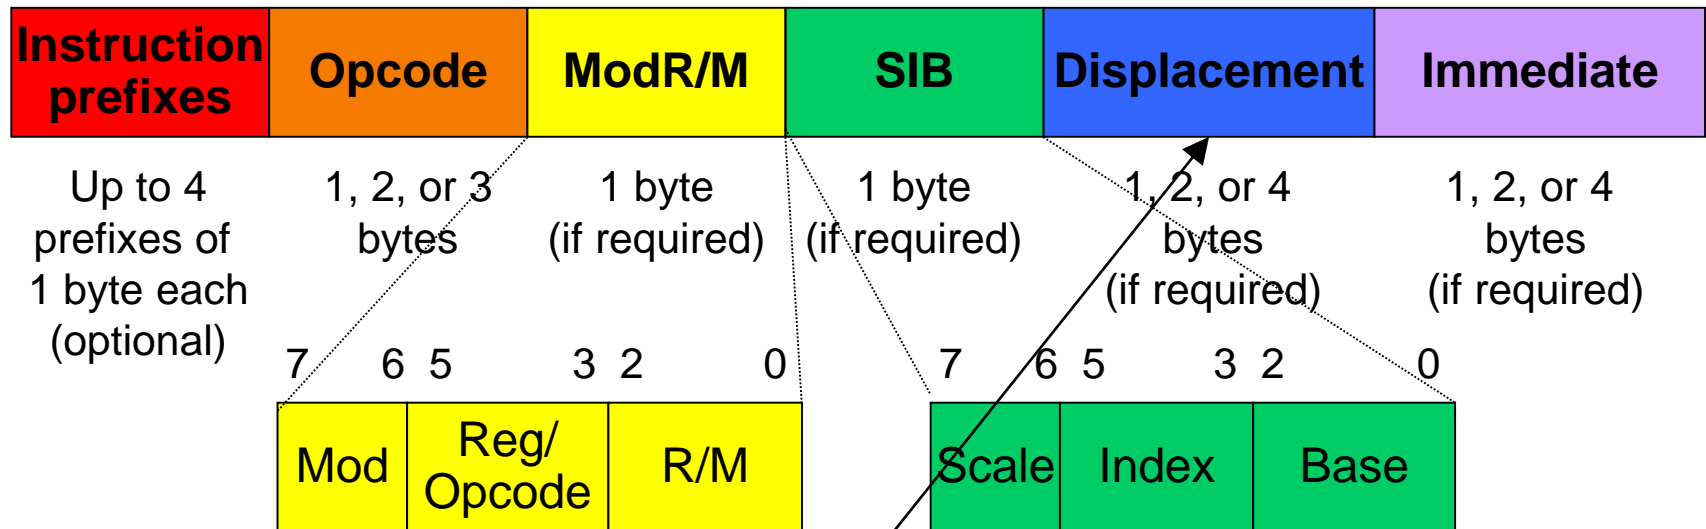 Instruction
prefixes
Opcode
ModR/M
SIB
Displacement
Immediate
Up to 4
prefixes of
1 byte each
(optional)
1, 2, or 3
bytes
1 byte
(if required)
1 byte
(if required)
1, 2, or 4
bytes
(if required)
1, 2, or 4
bytes
(if required)
7 6 5 3 2 0
Mod
Reg/
Opcode
R/M
7 6 5 3 2 0
Scale
Index
Base